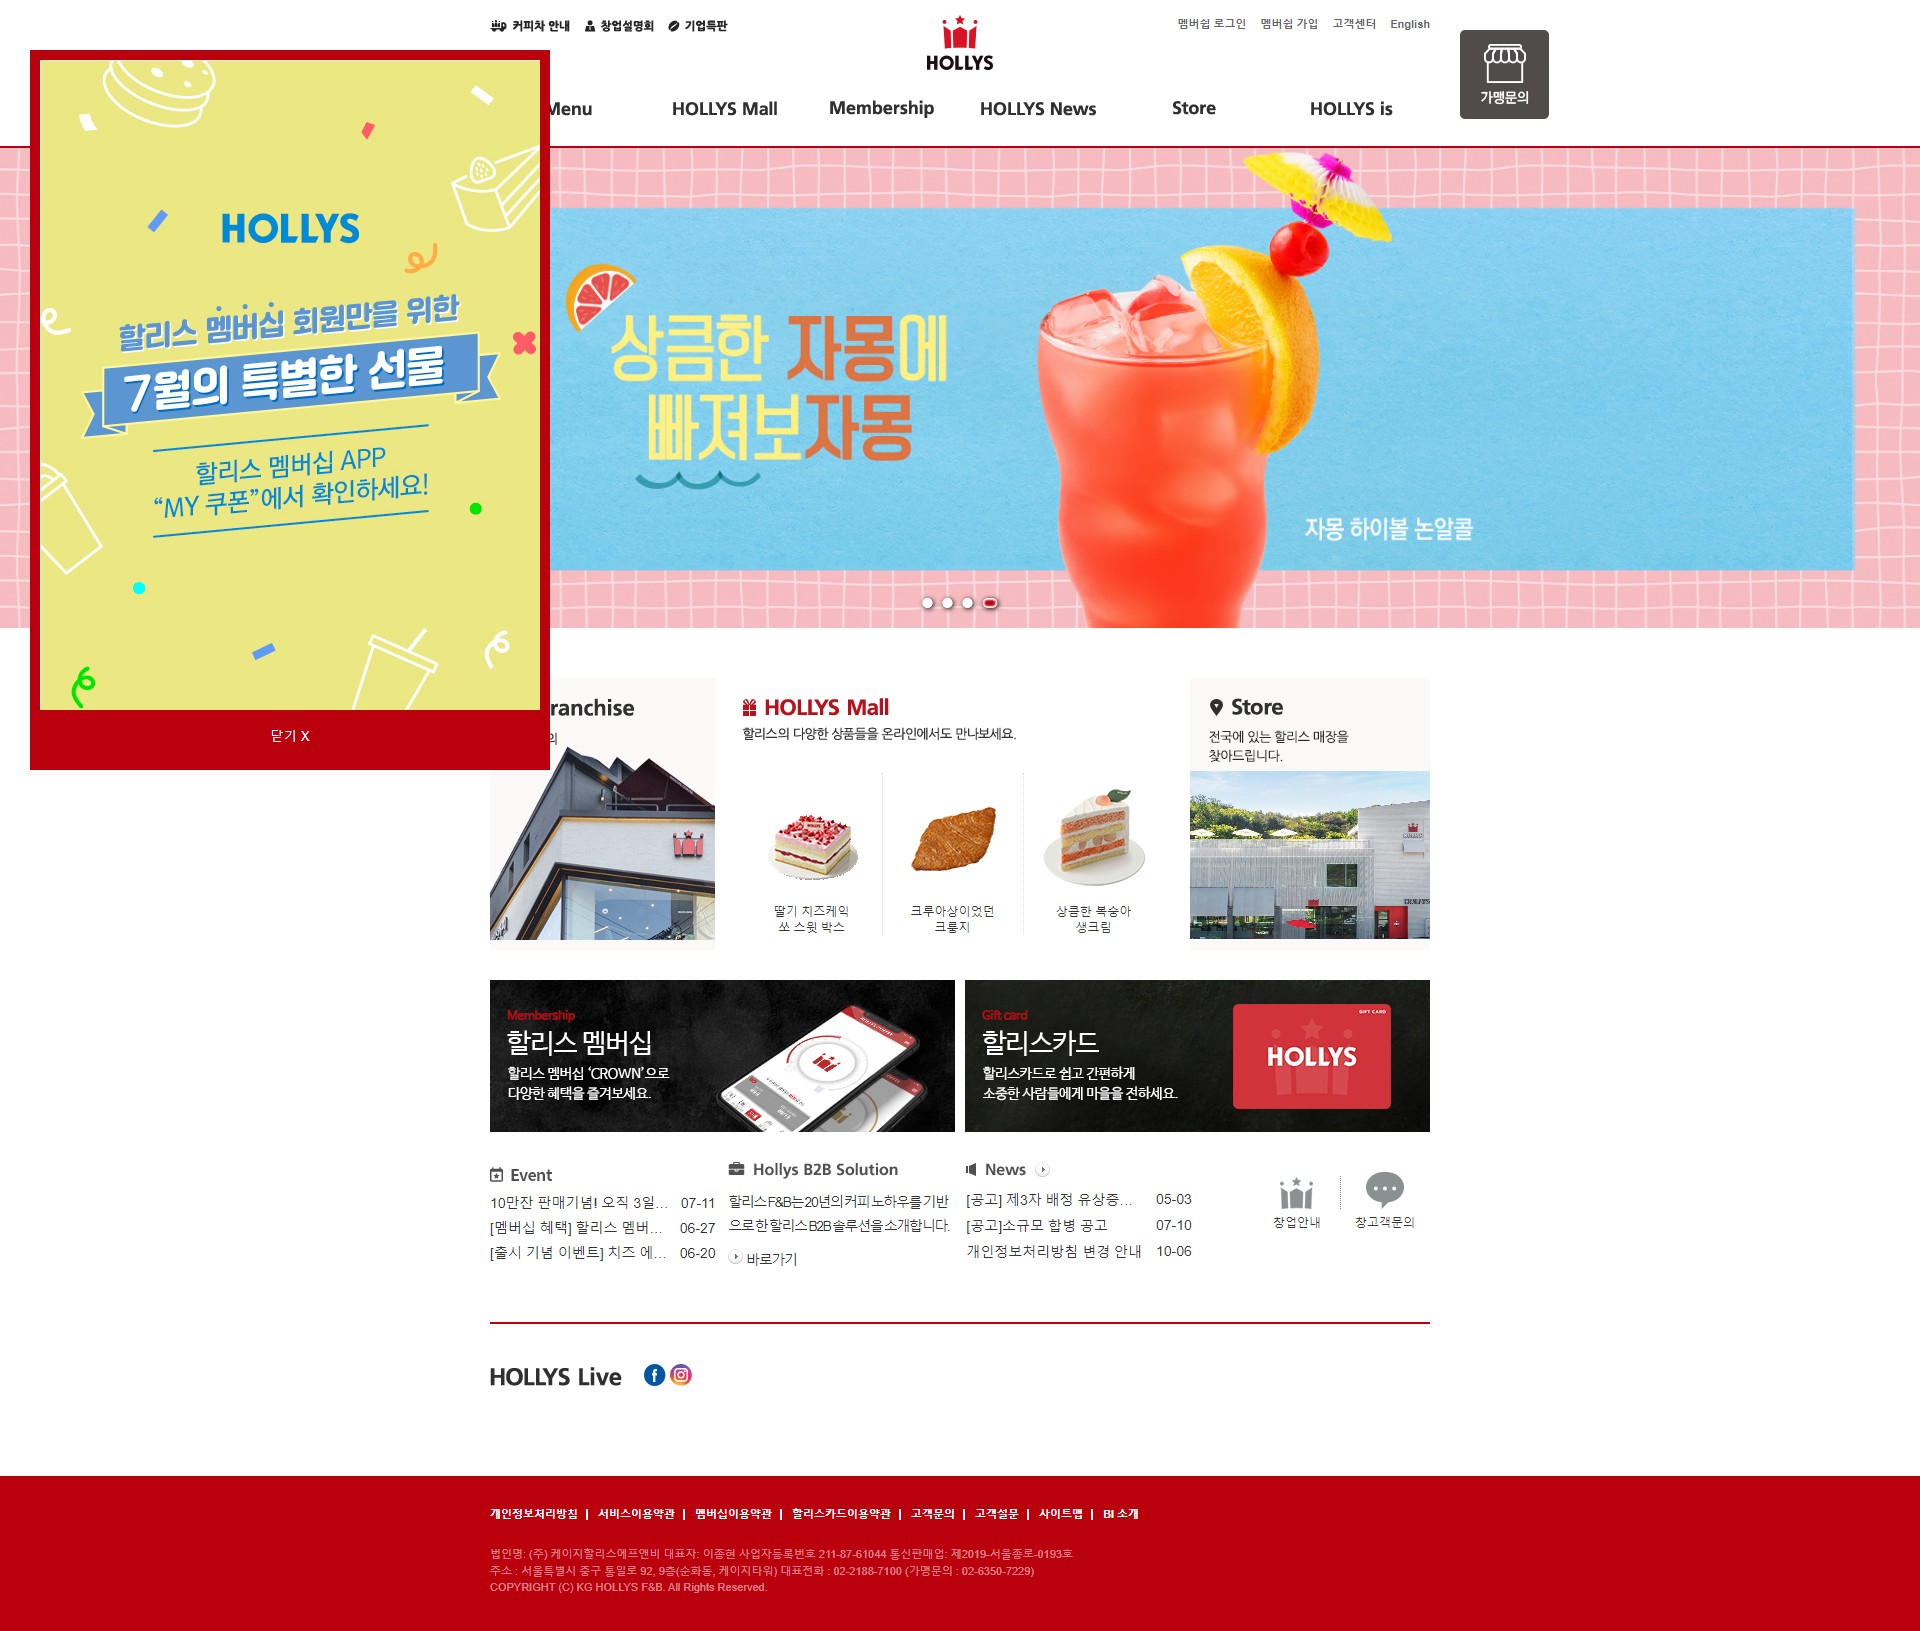 커피차 안내
창업설명회
기업특판
HOLLYS
멤버쉽 로그인
멤버쉽 가입
고객센터
English
가맹문의
Menu
HOLLYS Mall
Membership
HOLLYS News
Store
HOLLYS is
HOLLYS
할리스 멤버십 회원만을 위한
7월의 특별한 선물
할리스 멤버십 APP
“MY 쿠폰”에서 확인하세요!
닫기 X
상큼한 자몽에
빠져보자몽
자몽 하이볼 논알콜
ranchise
의
HOLLYS Mall
할리스의 다양한 상품들을 온라인에서도 만나보세요.
딸기 치즈케익
쏘 스윗 박스
크루아상이었던
크룽지
상큼한 복숭아
생크림
Store
전국에 있는 할리스 매장을
찾아드립니다.
Membership
할리스 멤버십
할리스 멤버십 ‘CROWN’으로
다양한 혜택을 즐겨보세요.
Gift card
할리스카드
할리스카드로 쉽고 간편하게
소중한 사람들에게 마음을 전하세요.
GIFT CARD
HOLLYS
Event
10만잔 판매기념! 오직 3일... 07-11
[멤버십 혜택] 할리스 멤버... 06-27
[출시 기념 이벤트] 치즈 에... 06-20
Hollys B2B Solution
할리스F&B는 20년의 커피 노하우를 기반
으로 한 할리스 B2B 솔루션을 소개합니다.
바로가기
News
[공고] 제3자 배정 유상증... 05-03
[공고]소규모 합병 공고 07-10
개인정보처리방침 변경 안내 10-06
창업안내
창고객문의
HOLLYS Live
개인정보처리방침 | 서비스이용약관 | 멤버십이용약관 | 할리스카드이용약관 | 고객문의 | 고객설문 | 사이트맵 | BI 소개
법인명: (주) 케이지할리스에프앤비 대표자: 이종현 사업자등록번호 211-87-61044 통신판매업: 제2019-서울종로-0193호
주소 : 서울특별시 중구 통일로 92, 9층(순화동, 케이지타워) 대표전화 : 02-2188-7100 (가맹문의 : 02-6350-7229)
COPYRIGHT (C) KG HOLLYS F&B. All Rights Reserved.